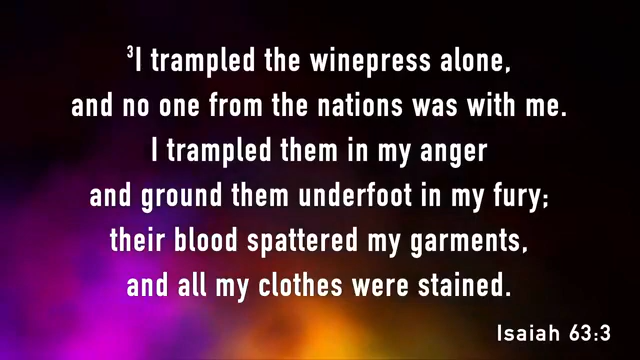 ³I trampled the winepress alone,
and no one from the nations was with me.
I trampled them in my anger
and ground them underfoot in my fury;
their blood spattered my garments,
and all my clothes were stained.
Isaiah 63:3